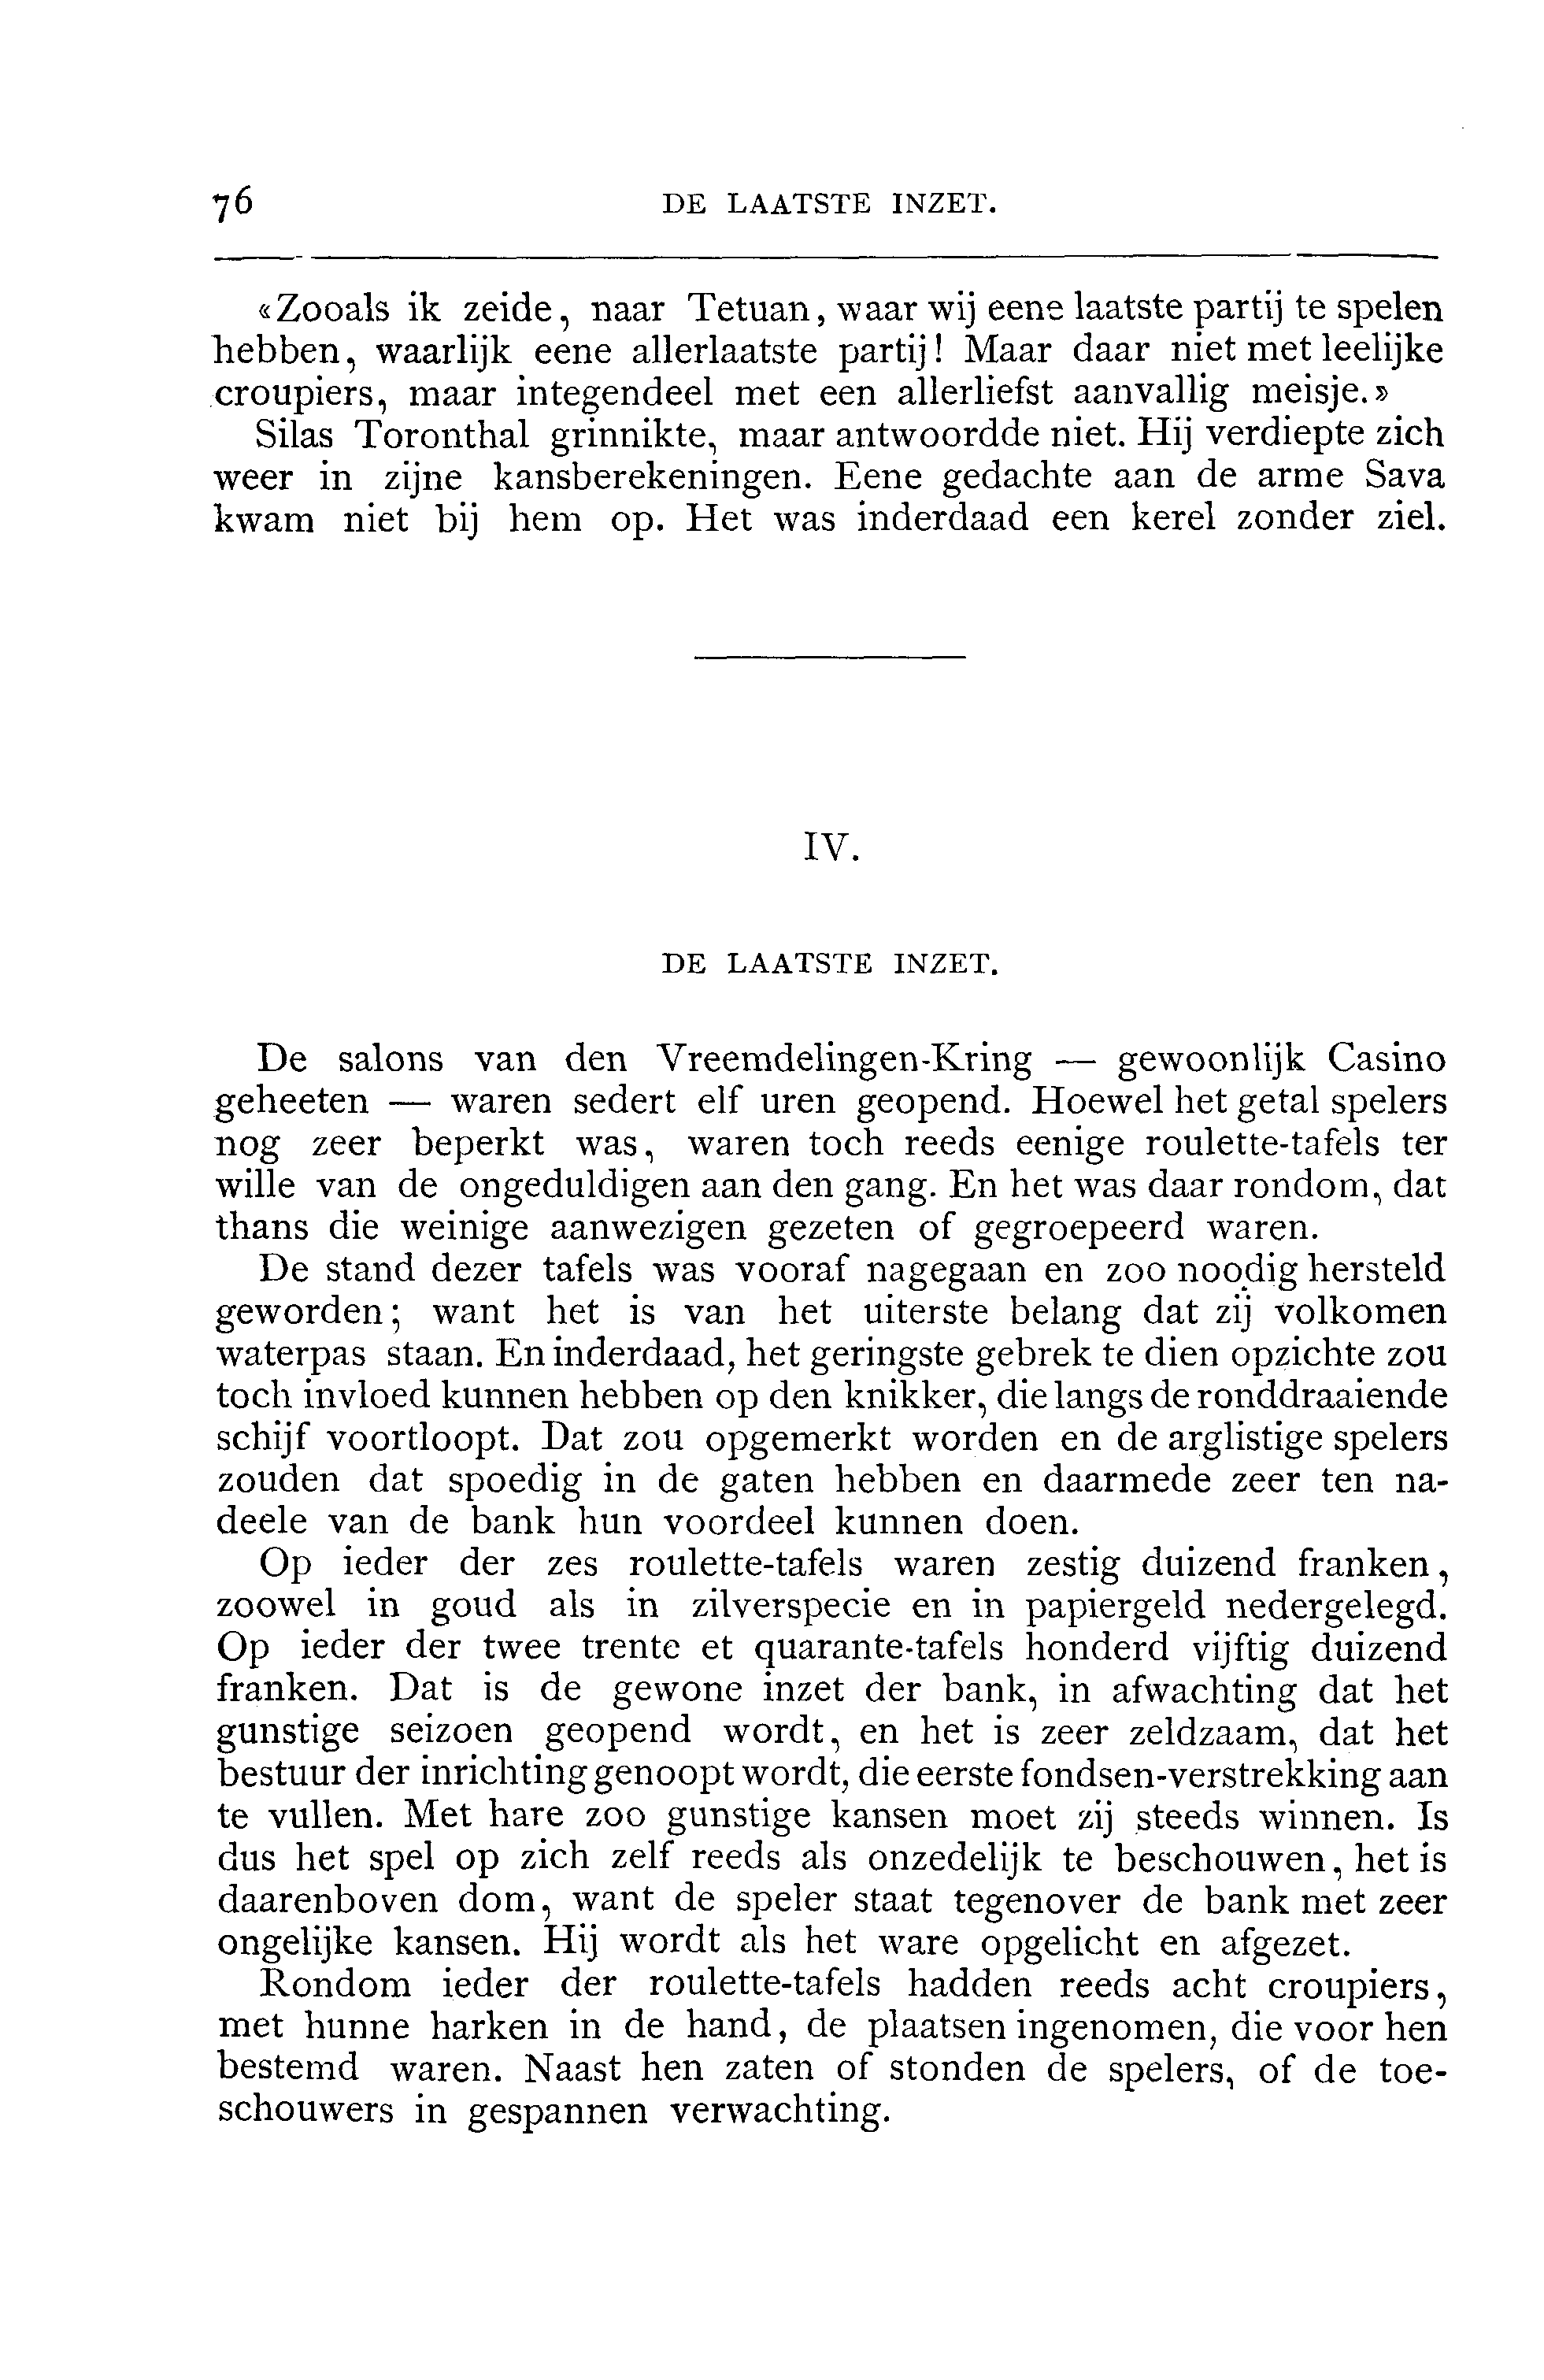 76 DE LAATSTE INZET.
«Zooals ik zeide, naar Tetuan, waar wij eene laatste partij te spelen
hebben, waarlijk eene allerlaatste partij! Maar daar niet met leelijke
croupiers, maar integendeel met een allerliefst aanvallig meisje.»
Silas Toronthal grinnikte, maar antwoordde niet. Hij verdiepte zich
weer in zijne kansberekeningen. Eene gedachte aan de arme Sava
kwam niet bij hem op. Het was inderdaad een kerel zonder ziel.
IV.
DE LAATSTE INZET.
De salons van den Vreemdelingen-Kring — gewoonlijk Casino
geheeten — waren sedert elf uren geopend. Hoewel het getal spelers
nog zeer beperkt was, waren toch reeds eenige roulette-tafels ter
wille van de ongeduldigen aan den gang. En het was daar rondom, dat
thans die weinige aanwezigen gezeten of gegroepeerd waren.
De stand dezer tafels was vooraf nagegaan en zoo noodig hersteld
geworden; want het is van het uiterste belang dat zij volkomen
waterpas staan. En inderdaad, het geringste gebrek te dien opzichte zou
toch invloed kunnen hebben op den knikker, die langs de ronddraaiende
schijf voortloopt. Dat zou opgemerkt worden en de arglistige spelers
zouden dat spoedig in de gaten hebben en daarmede zeer ten na-
deele van de bank hun voordeel kunnen doen.
Op ieder der zes roulette-tafels waren zestig duizend franken,
zoowel in goud als in zilverspecie en in papiergeld nedergelegd.
Op ieder der twee trente et quarante-tafels honderd vijftig duizend
franken. Dat is de gewone inzet der bank, in afwachting dat het
gunstige seizoen geopend wordt, en het is zeer zeldzaam, dat het
bestuur der inrichting genoopt wordt, die eerste fondsen-verstrekking aan
te vullen. Met hare zoo gunstige kansen moet zij steeds winnen. Is
dus het spel op zich zelf reeds als onzedelijk te beschouwen, het is
daarenboven dom, want de speler staat tegenover de bank met zeer
ongelijke kansen. Hij wordt als het ware opgelicht en afgezet.
Rondom ieder der roulette-tafels hadden reeds acht croupiers,
met hunne harken in de hand, de plaatsen ingenomen, die voor hen
bestemd waren. Naast hen zaten of stonden de spelers, of de toe-
schouwers in gespannen verwachting.